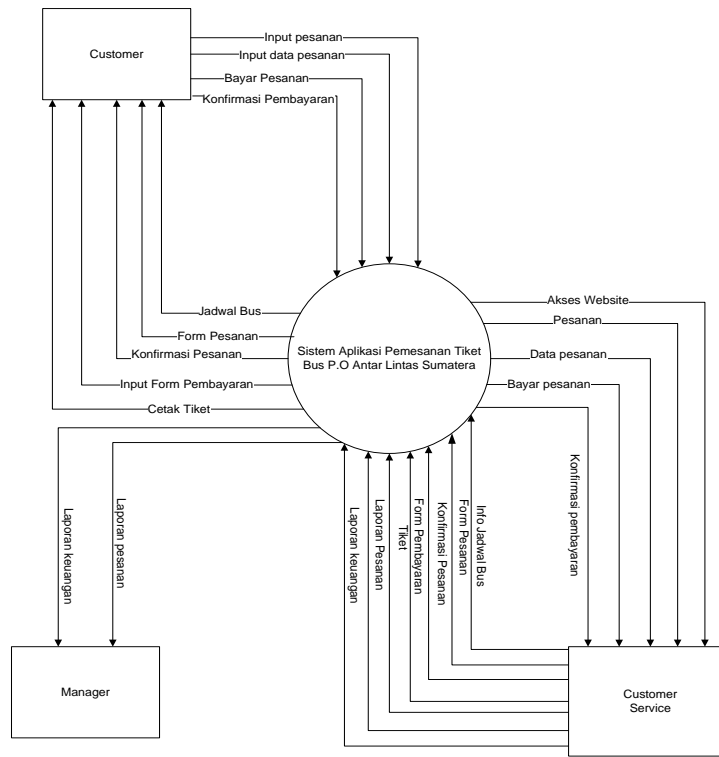 Customer
Input pesanan
Input data pesanan
Bayar Pesanan
Konfirmasi Pembayaran
Jadwal Bus
Form Pesanan
Konfirmasi Pesanan
Input Form Pembayaran
Cetak Tiket
Sistem Aplikasi Pemesanan Tiket
Bus P.O Antar Lintas Sumatera
Akses Website
Pesanan
Data pesanan
Bayar pesanan
Konfirmasi pembayaran
Laporan keuangan
Laporan pesanan
Laporan keuangan
Laporan Pesanan
Tiket
Form Pembayaran
Konfirmasi Pesanan
Form Pesanan
Info Jadwal Bus
Manager
Customer
Service